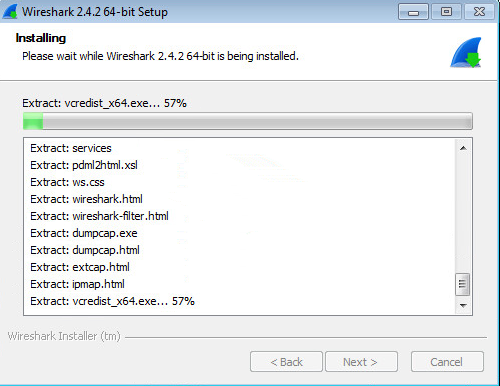 Wireshark 2.4.2 64-bit Setup
Installing
Please wait while Wireshark 2.4.2 64-bit is being installed.
Extract: vcredist_x64.exe... 57%
Extract: services
Extract: pdml2html.xsl
Extract: ws.css
Extract: wireshark.html
Extract: wireshark-filter.html
Extract: dumpcap.exe
Extract: dumpcap.html
Extract: extcap.html
Extract: ipmap.html
Extract: vcredist_x64.exe... 57%
Wireshark Installer (tm)
< Back Next > Cancel